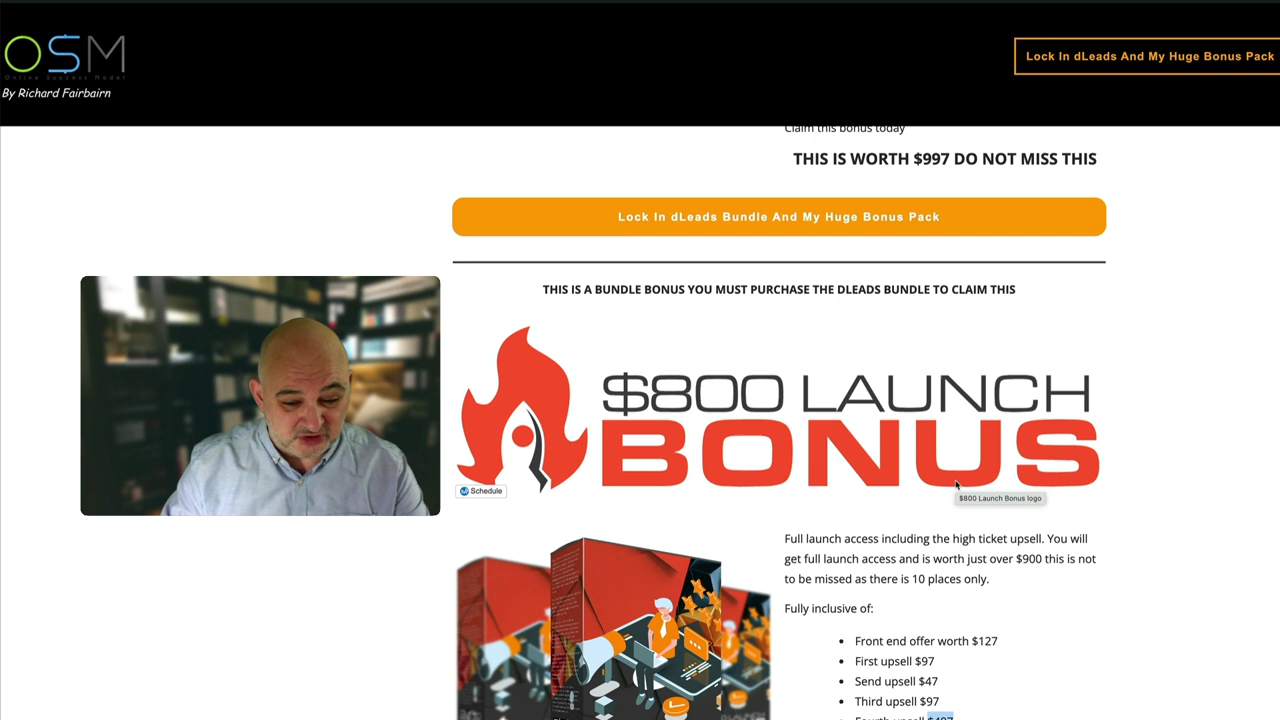 OSM
Online Success Model
By Richard Fairbairn
Lock In dLeads And My Huge Bonus Pack
Claim this bonus today
THIS IS WORTH $997 DO NOT MISS THIS
Lock In dLeads Bundle And My Huge Bonus Pack
THIS IS A BUNDLE BONUS YOU MUST PURCHASE THE DLEADS BUNDLE TO CLAIM THIS
$800 LAUNCH
BONUS
Schedule
$800 Launch Bonus logo
Full launch access including the high ticket upsell. You will
get full launch access and is worth just over $900 this is not
to be missed as there is 10 places only.
Fully inclusive of:
Front end offer worth $127
First upsell $97
Send upsell $47
Third upsell $97
Fourth upsell $497